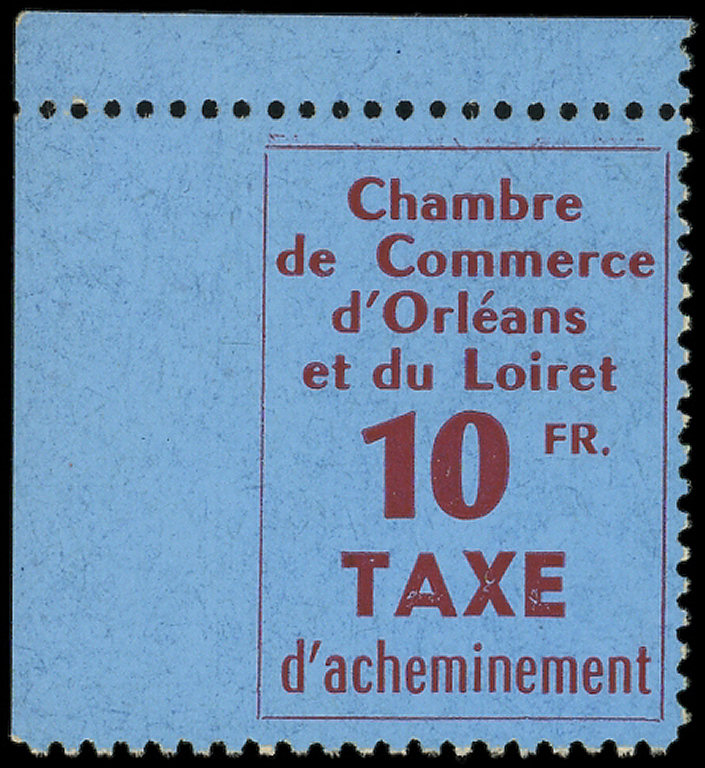 Chambre
de Commerce
d'Orléans
et du Loiret
10 FR.
TAXE
d'acheminement